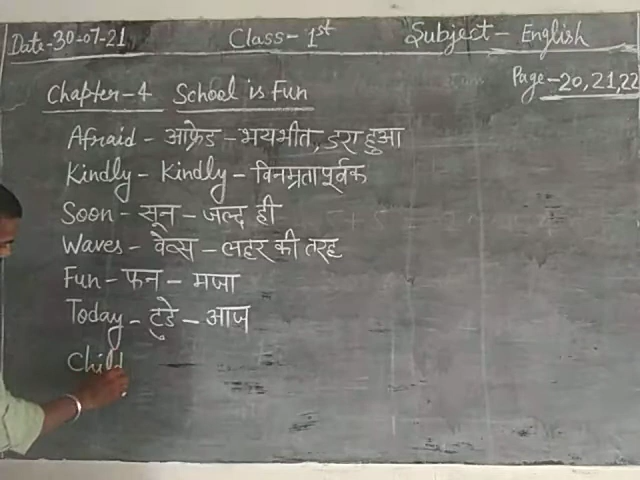 Date-30-07-21 Class-1st Subject- English
Page-20,21,22
Chapter-4 School is Fun
Afraid - आफ्रेड - भयभीत, डरा हुआ
Kindly - Kindly - विनम्रतापूर्वक
Soon - सून - जल्द ही
Waves - वेव्स - लहर की तरह
Fun - फन - मजा
Today - टुडे - आज
Child